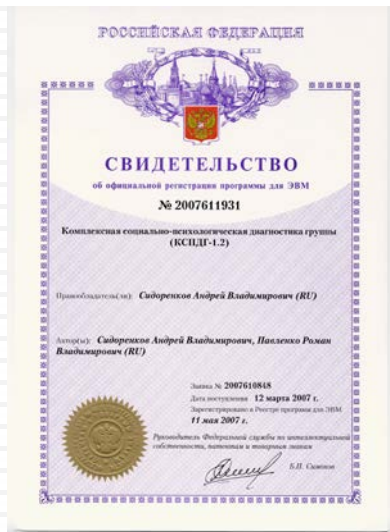 РОССИЙСКАЯ ФЕДЕРАЦИЯ
СВИДЕТЕЛЬСТВО
об официальной регистрации программы для ЭВМ
№ 2007611931
Комплексная социально-психологическая диагностика группы
(КСПДГ-1.2)
Правообладатель(ли): Сидоренков Андрей Владимирович (RU)
Автор(ы): Сидоренков Андрей Владимирович, Павленко Роман
Владимирович (RU)
Заявка № 2007610848
Дата поступления 12 марта 2007 г.
Зарегистрировано в Реестре программ для ЭВМ
11 мая 2007 г.
Руководитель Федеральной службы по интеллектуальной
собственности, патентам и товарным знакам
Б.П. Симонов